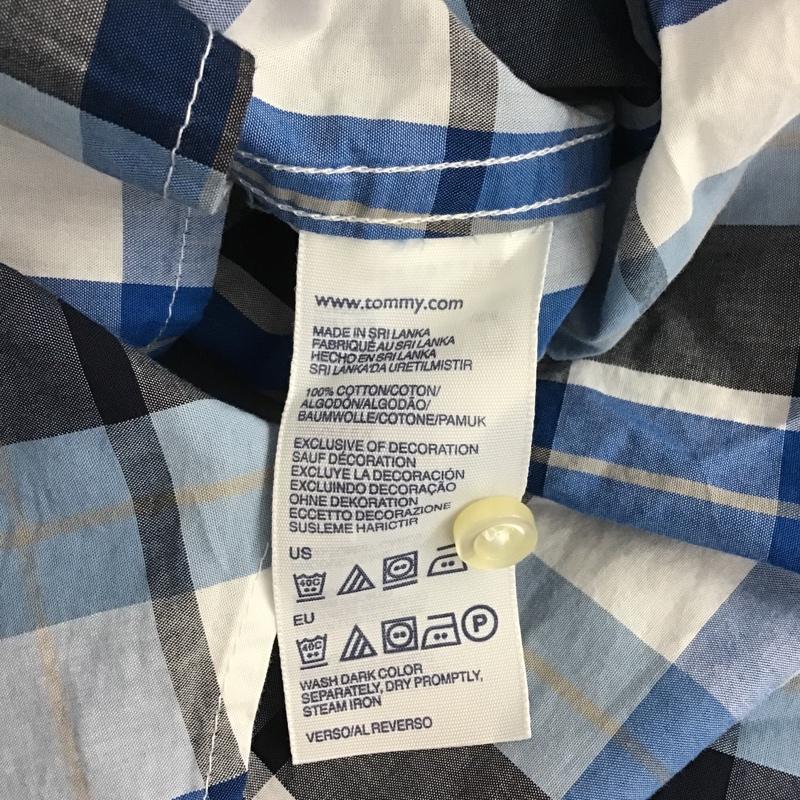 www.tommy.com
MADE IN SRI LANKA
FABRIQUÉ AU SRI LANKA
HECHO EN SRI LANKA
SRI LANKA'DA URETILMISTIR
100% COTTON/COTON/
ALGODÓN/ALGODÃO/
BAUMWOLLE/COTONE/PAMUK
EXCLUSIVE OF DECORATION
SAUF DÉCORATION
EXCLUYE LA DECORACIÓN
EXCLUINDO DECORAÇÃO
OHNE DEKORATION
ECCETTO DECORAZIONE
SUSLEME HARICTIR
US
40C
EU
40C P
WASH DARK COLOR
SEPARATELY, DRY PROMPTLY,
STEAM IRON
VERSO/AL REVERSO